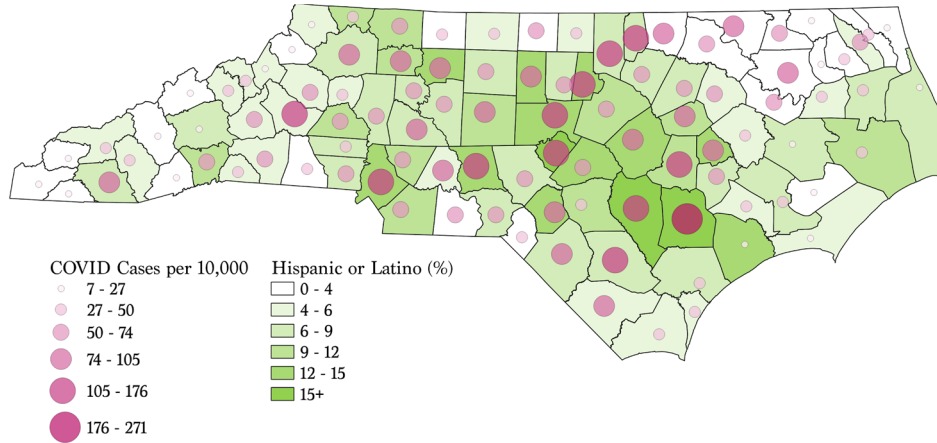 COVID Cases per 10,000
7 - 27
27 - 50
50 - 74
74 - 105
105 - 176
176 - 271
Hispanic or Latino (%)
0 - 4
4 - 6
6 - 9
9 - 12
12 - 15
15+